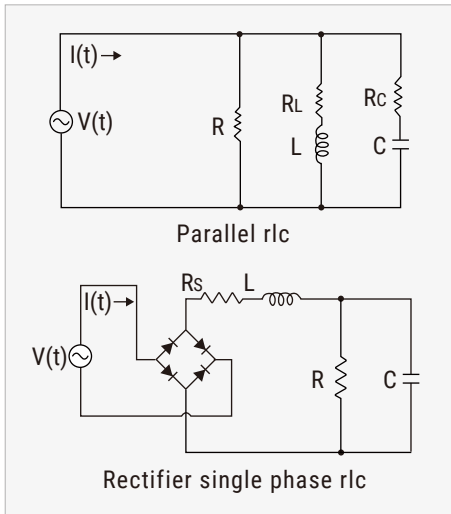 I(t)
V(t)
R
RL
L
RC
C
Parallel rlc
RS L
I(t)
V(t)
R
C
Rectifier single phase rlc